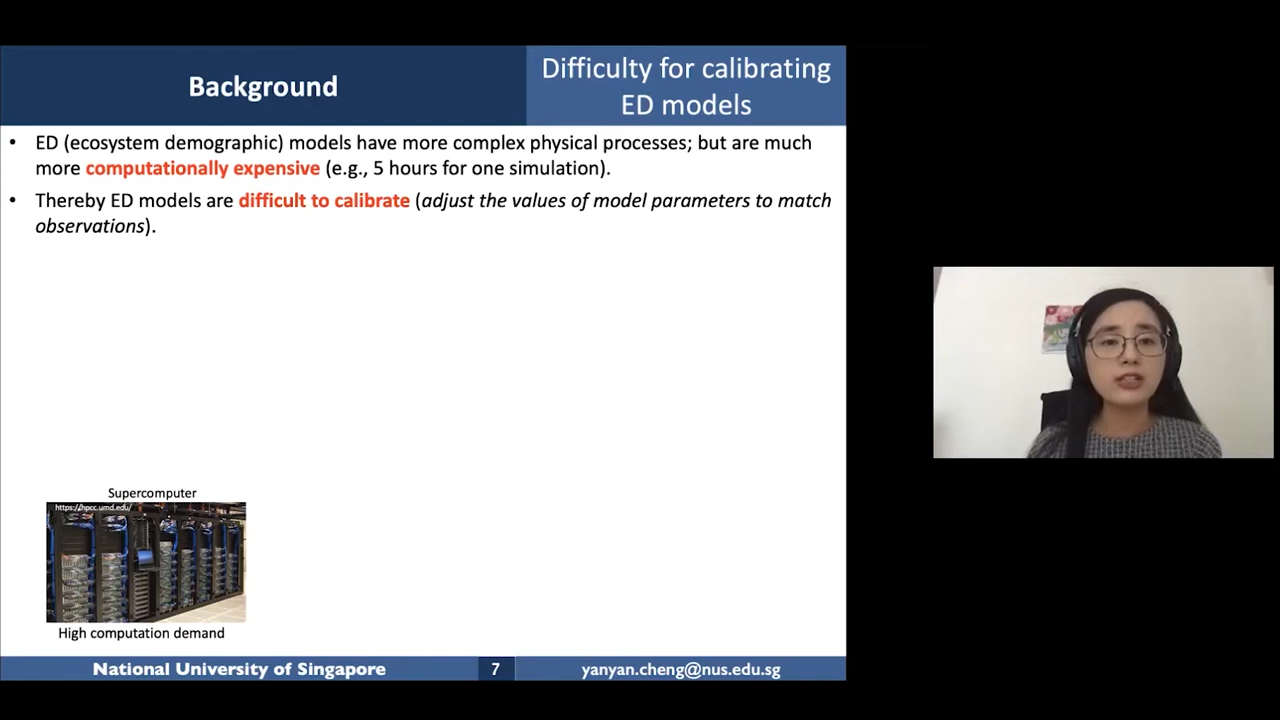 Background
Difficulty for calibrating
ED models
• ED (ecosystem demographic) models have more complex physical processes; but are much
more computationally expensive (e.g., 5 hours for one simulation).
• Thereby ED models are difficult to calibrate (adjust the values of model parameters to match
observations).
Supercomputer
https://hpcc.umd.edu/
High computation demand
National University of Singapore
7
yanyan.cheng@nus.edu.sg